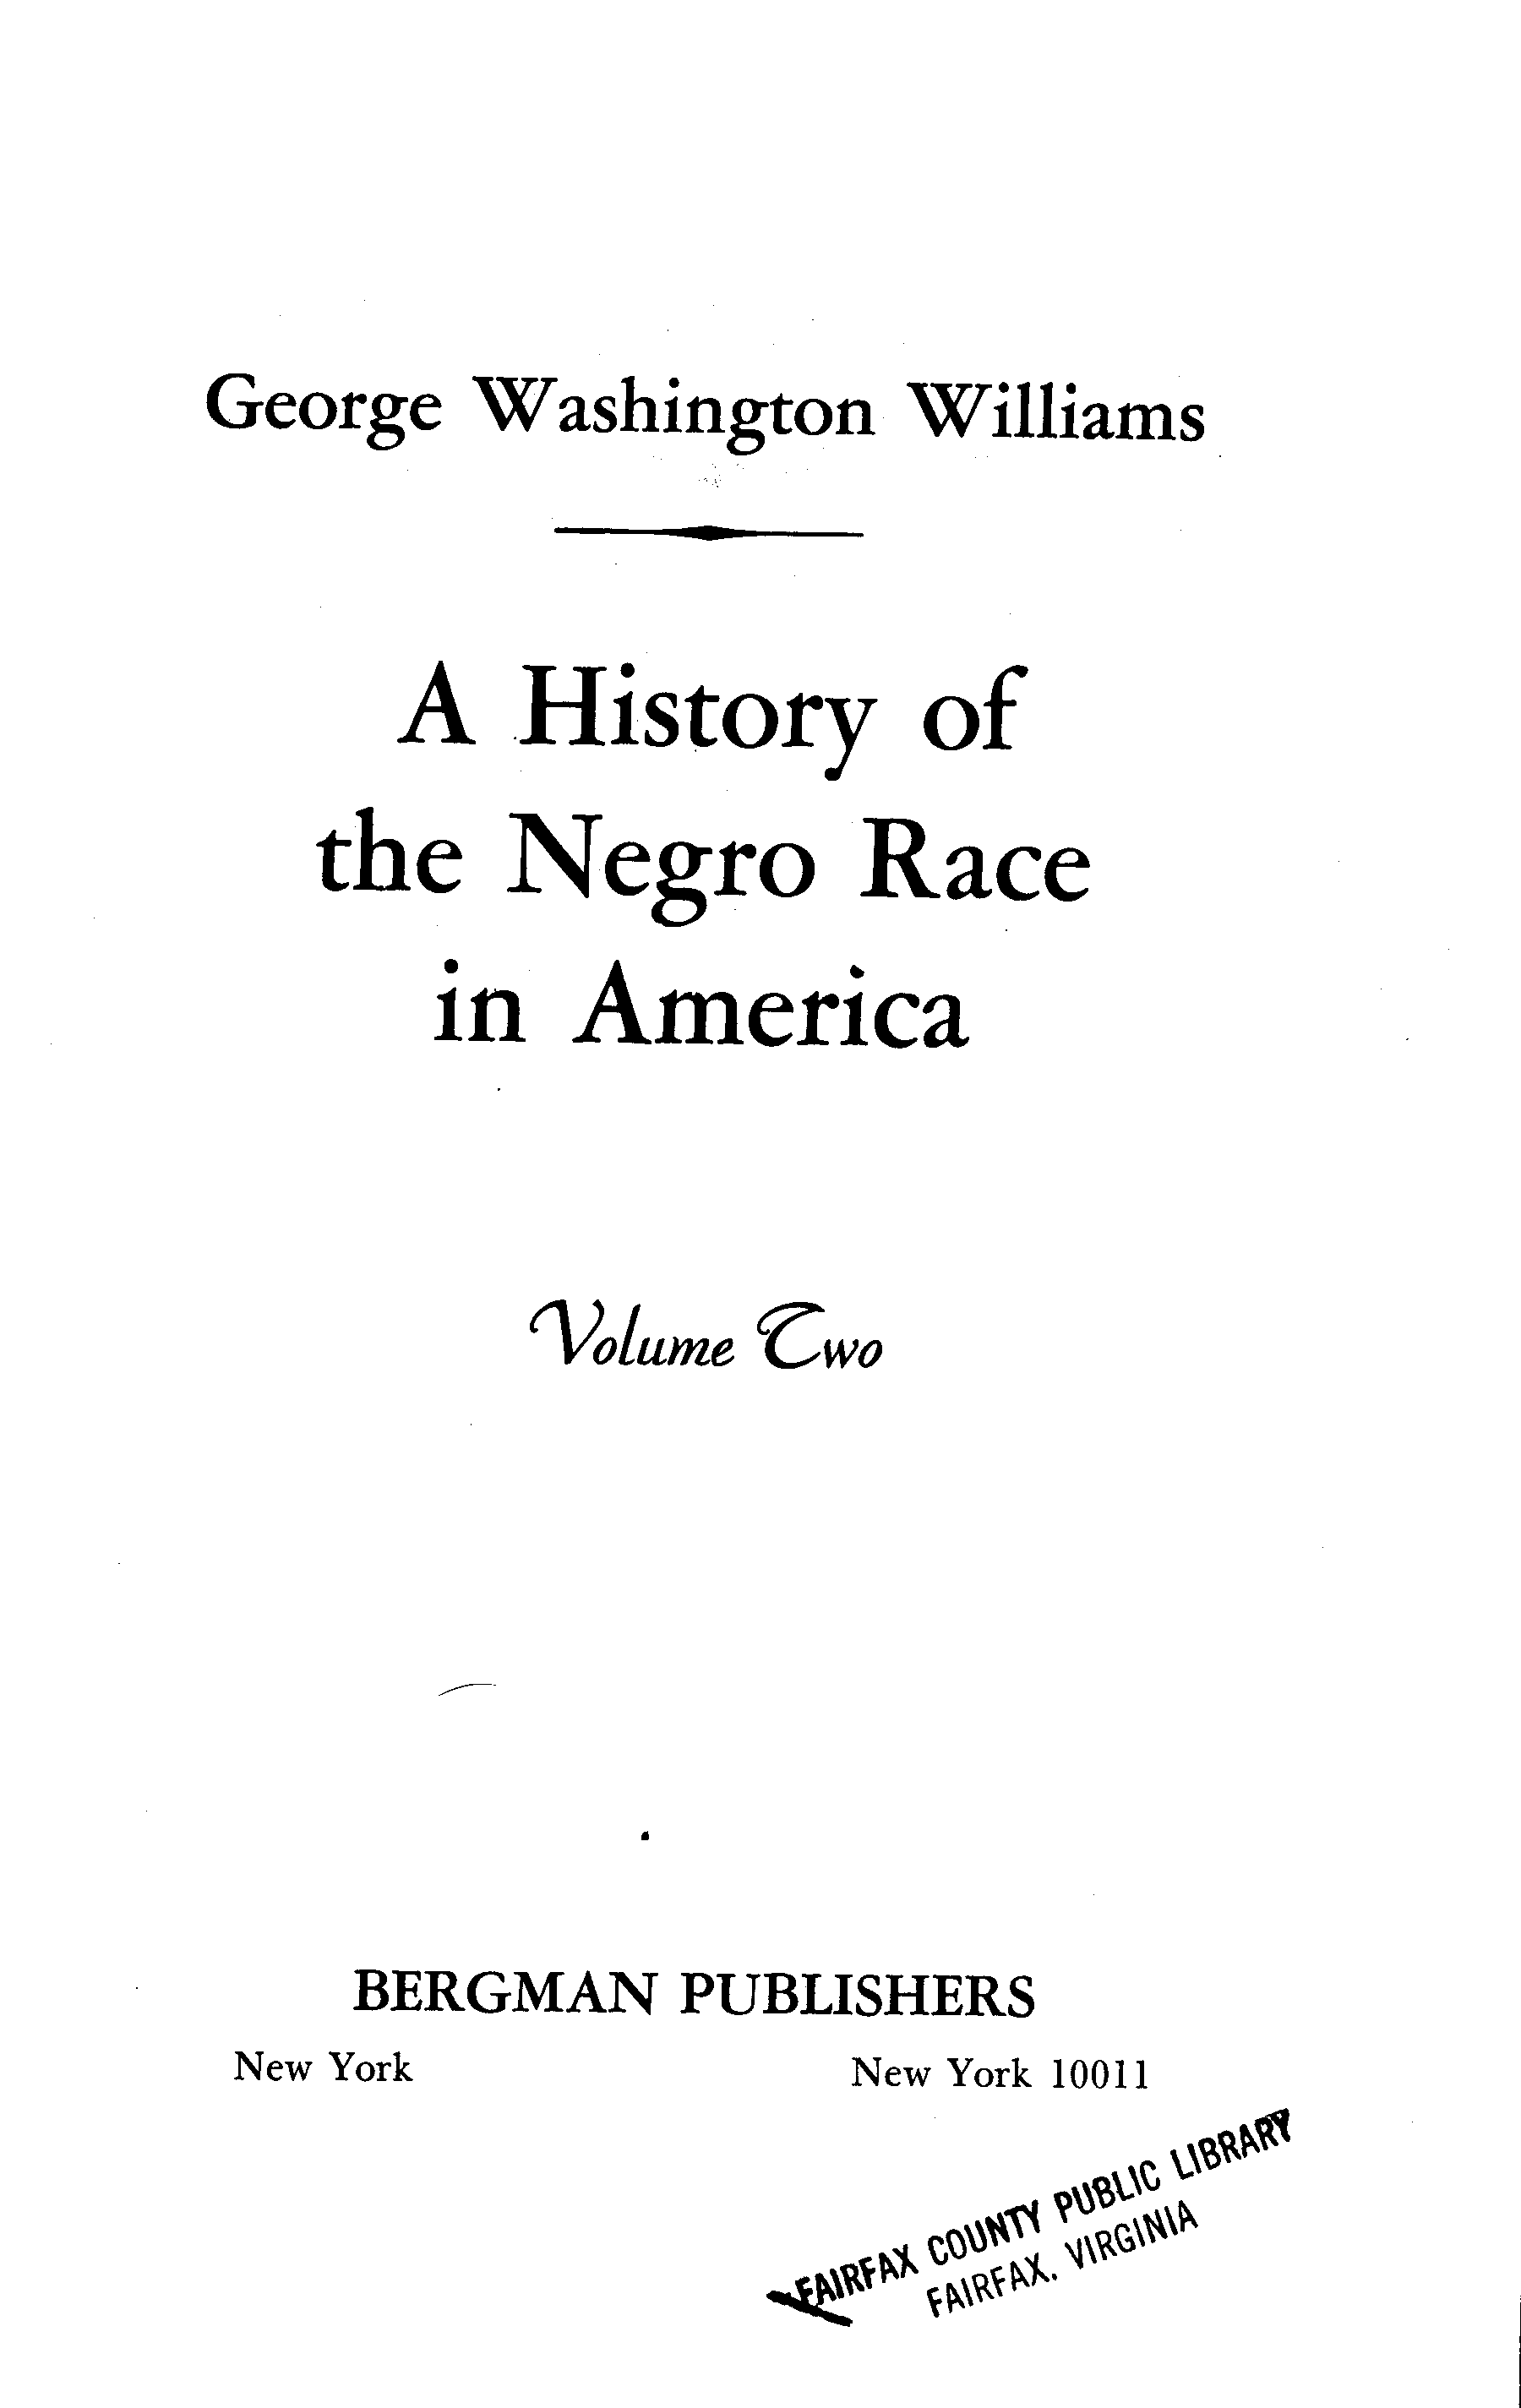 George Washington Williams
A History of
the Negro Race
in America
Volume Two
BERGMAN PUBLISHERS
New York New York 10011
FAIRFAX COUNTY PUBLIC LIBRARY
FAIRFAX, VIRGINIA